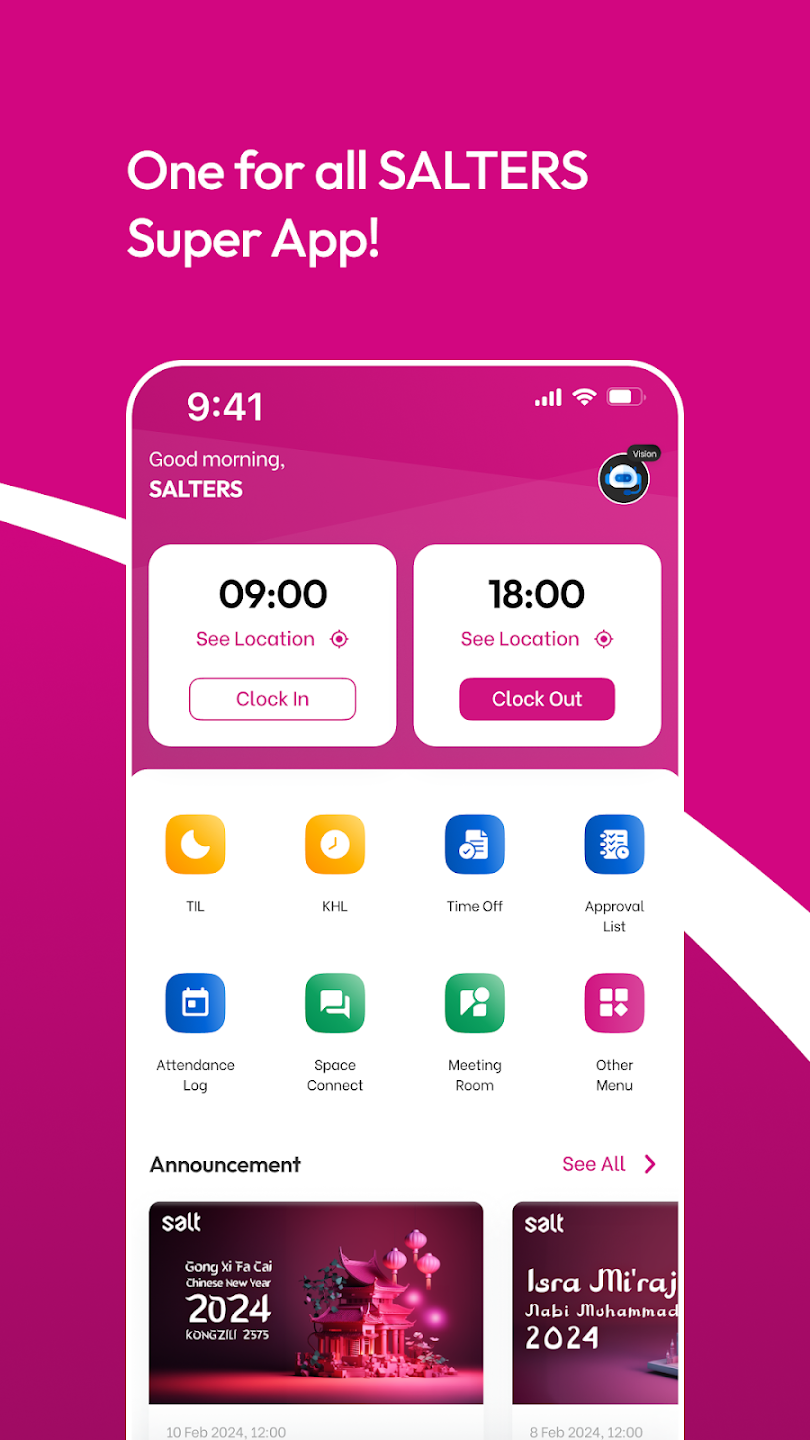 One for all SALTERS
Super App!
9:41
Good morning,
SALTERS
Vision
09:00
See Location
Clock In
18:00
See Location
Clock Out
TIL
KHL
Time Off
Approval
List
Attendance
Log
Space
Connect
Meeting
Room
Other
Menu
Announcement
See All
salt
Gong Xi Fa Cai
Chinese New Year
2024
KONGZILI 2575
10 Feb 2024, 12:00
salt
Isra Mi'raj
Nabi Muhammad
2024
8 Feb 2024, 12:00